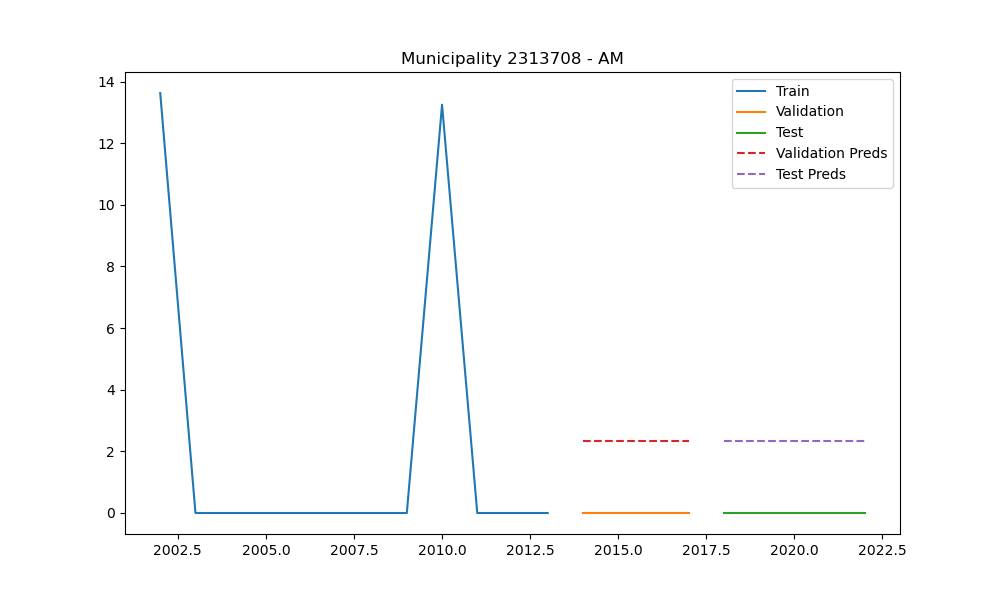 Municipality 2313708 - AM
14
12
10
8
6
4
2
0
Train
Validation
Test
Validation Preds
Test Preds
2002.5 2005.0 2007.5 2010.0 2012.5 2015.0 2017.5 2020.0 2022.5